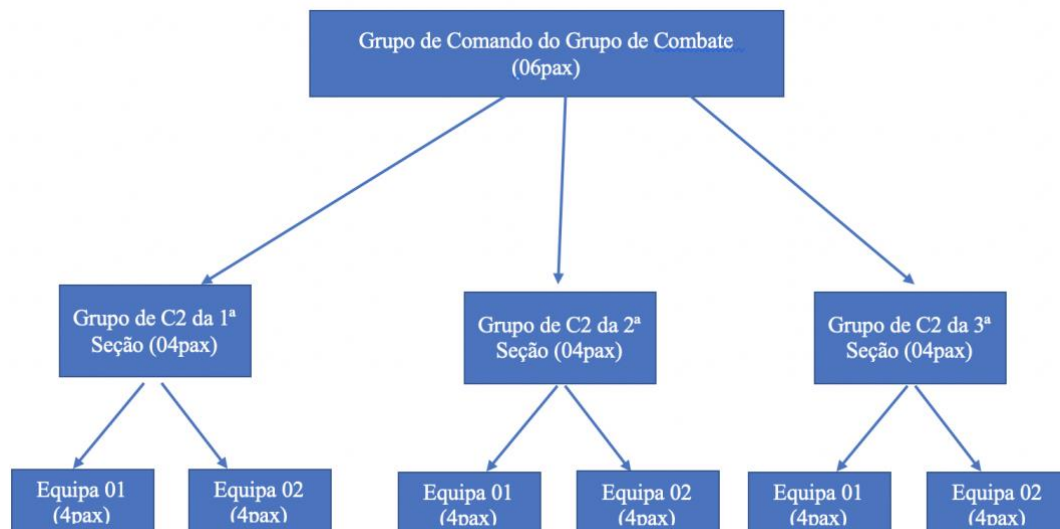 Grupo de Comando do Grupo de Combate
(06pax)
Grupo de C2 da 1ª
Seção (04pax)
Grupo de C2 da 2ª
Seção (04pax)
Grupo de C2 da 3ª
Seção (04pax)
Equipa 01
(4pax)
Equipa 02
(4pax)
Equipa 01
(4pax)
Equipa 02
(4pax)
Equipa 01
(4pax)
Equipa 02
(4pax)